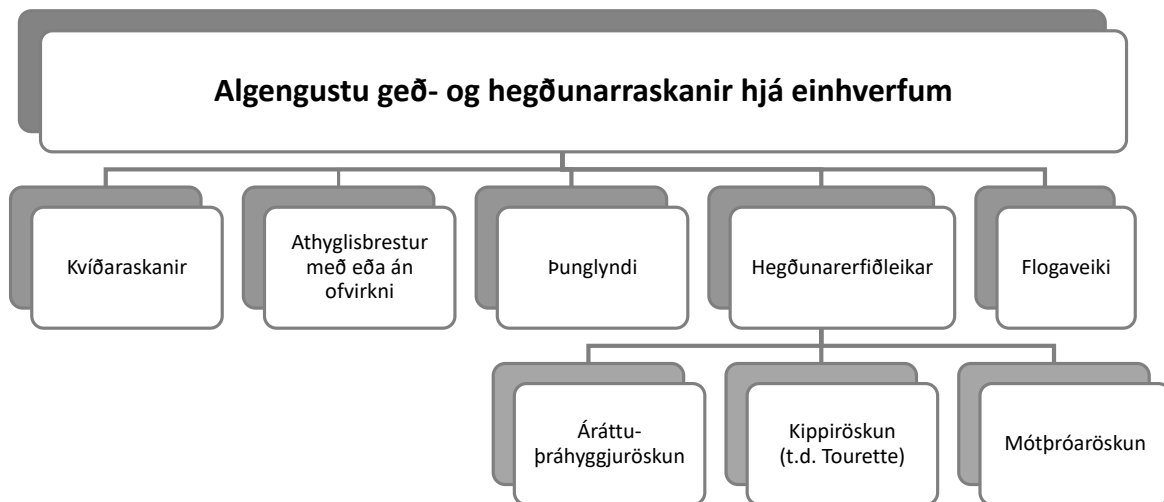 Algengustu geð- og hegðunarraskanir hjá einhverfum
Kvíðaraskanir
Athyglisbrestur
með eða án
ofvirkni
Þunglyndi
Hegðunarerfiðleikar
Flogaveiki
Áráttu-
þráhyggjuröskun
Kippiröskun
(t.d. Tourette)
Mótþróaröskun